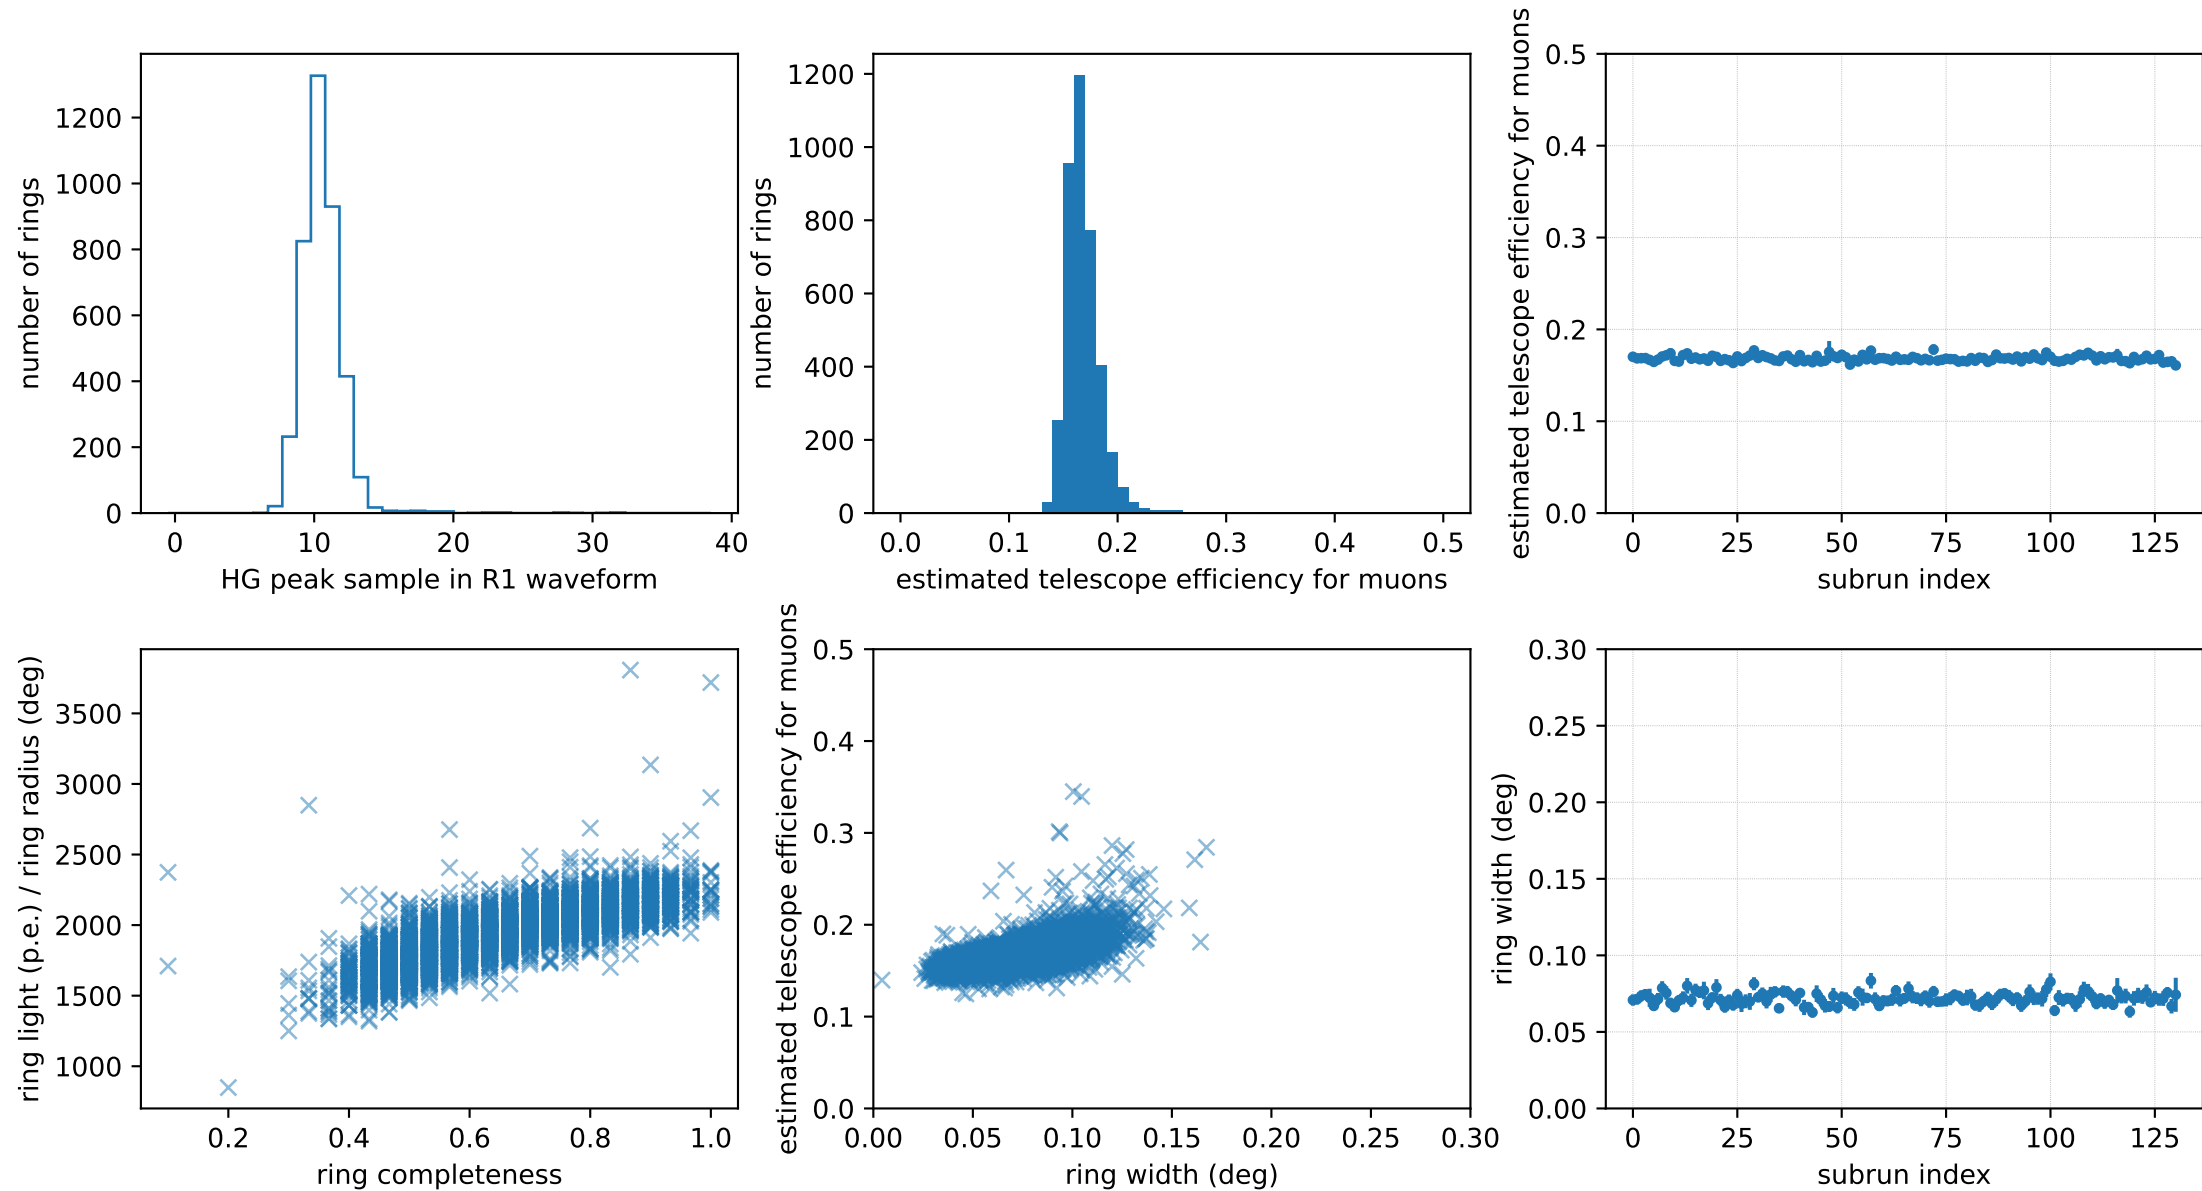 number of rings
1200
1000
800
600
400
200
0
0 10 20 30 40
HG peak sample in R1 waveform
number of rings
1200
1000
800
600
400
200
0
0.0 0.1 0.2 0.3 0.4 0.5
estimated telescope efficiency for muons
estimated telescope efficiency for muons
0.5
0.4
0.3
0.2
0.1
0.0
0 25 50 75 100 125
subrun index
ring light (p.e.) / ring radius (deg)
3500
3000
2500
2000
1500
1000
0.2 0.4 0.6 0.8 1.0
ring completeness
estimated telescope efficiency for muons
0.5
0.4
0.3
0.2
0.1
0.0
0.00 0.05 0.10 0.15 0.20 0.25 0.30
ring width (deg)
ring width (deg)
0.30
0.25
0.20
0.15
0.10
0.05
0.00
0 25 50 75 100 125
subrun index